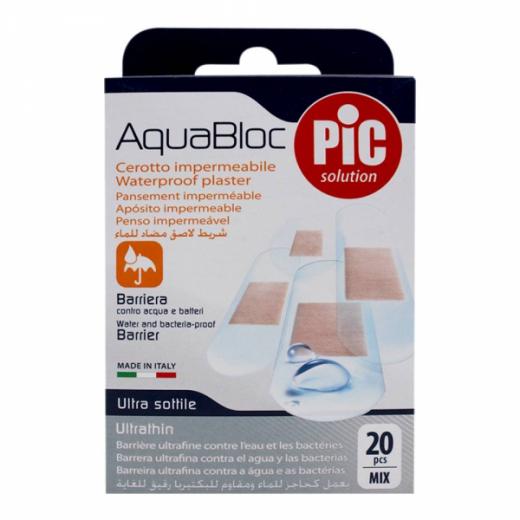 AquaBloc
PiC
solution
Cerotto impermeabile
Waterproof plaster
Pansement imperméable
Apósito impermeable
Penso impermeável
شريط لاصق مضاد للماء
Barriera
contro acqua e batteri
Water and bacteria-proof
Barrier
MADE IN ITALY
Ultra sottile
Ultrathin
Barrière ultrafine contre l'eau et les bactéries
Barrera ultrafina contra el agua y las bacterias
Barreira ultrafina contra a água e as bactérias
يعمل كحاجز للماء ومقاوم للبكتيريا رقيق للغاية
20
pcs
MIX